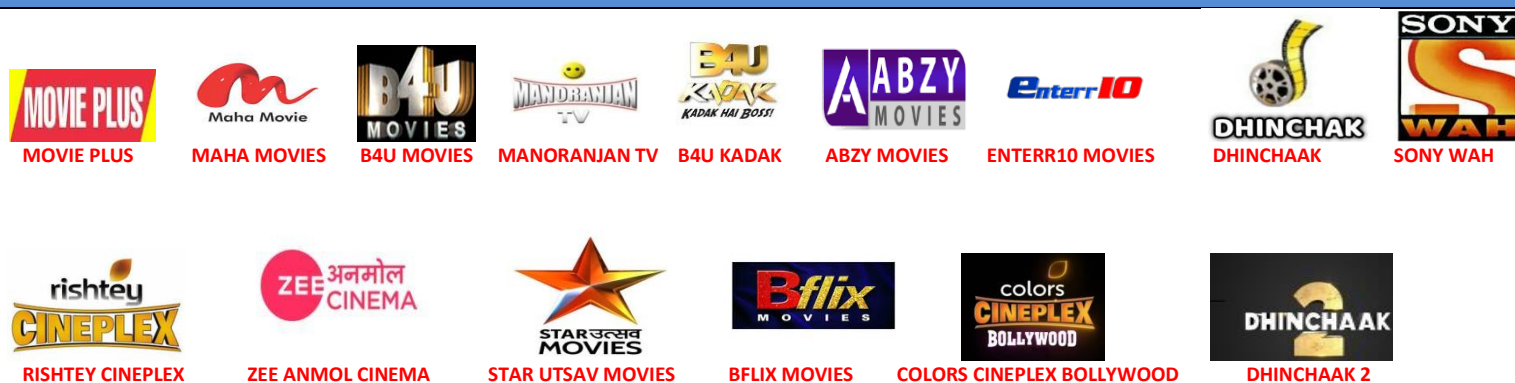 MOVIE PLUS
Maha Movie
B4U
MOVIES
MANORANJAN
TV
B4U
KADAK
KADAK HAI BOSS!
ABZY
MOVIES
Enterr10
DHINCHAK
SONY
WAH
MOVIE PLUS MAHA MOVIES B4U MOVIES MANORANJAN TV B4U KADAK ABZY MOVIES ENTERR10 MOVIES DHINCHAAK SONY WAH
rishtey
CINEPLEX
ZEE अनमोल
CINEMA
STAR उत्सव
MOVIES
Bflix
MOVIES
colors
CINEPLEX
BOLLYWOOD
2
DHINCHAAK
RISHTEY CINEPLEX ZEE ANMOL CINEMA STAR UTSAV MOVIES BFLIX MOVIES COLORS CINEPLEX BOLLYWOOD DHINCHAAK 2